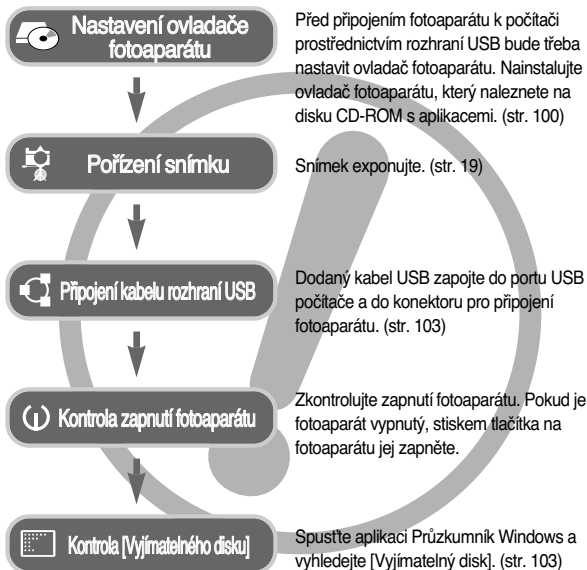 Nastavení ovladače
fotoaparátu
Před připojením fotoaparátu k počítači
prostřednictvím rozhraní USB bude třeba
nastavit ovladač fotoaparátu. Nainstalujte
ovladač fotoaparátu, který naleznete na
disku CD-ROM s aplikacemi. (str. 100)
Pořízení snímku
Snímek exponujte. (str. 19)
Připojení kabelu rozhraní USB
Dodaný kabel USB zapojte do portu USB
počítače a do konektoru pro připojení
fotoaparátu. (str. 103)
Kontrola zapnutí fotoaparátu
Zkontrolujte zapnutí fotoaparátu. Pokud je
fotoaparát vypnutý, stiskem tlačítka na
fotoaparátu jej zapněte.
Kontrola [Vyjímatelného disku]
Spusťte aplikaci Průzkumník Windows a
vyhledejte [Vyjímatelný disk]. (str. 103)